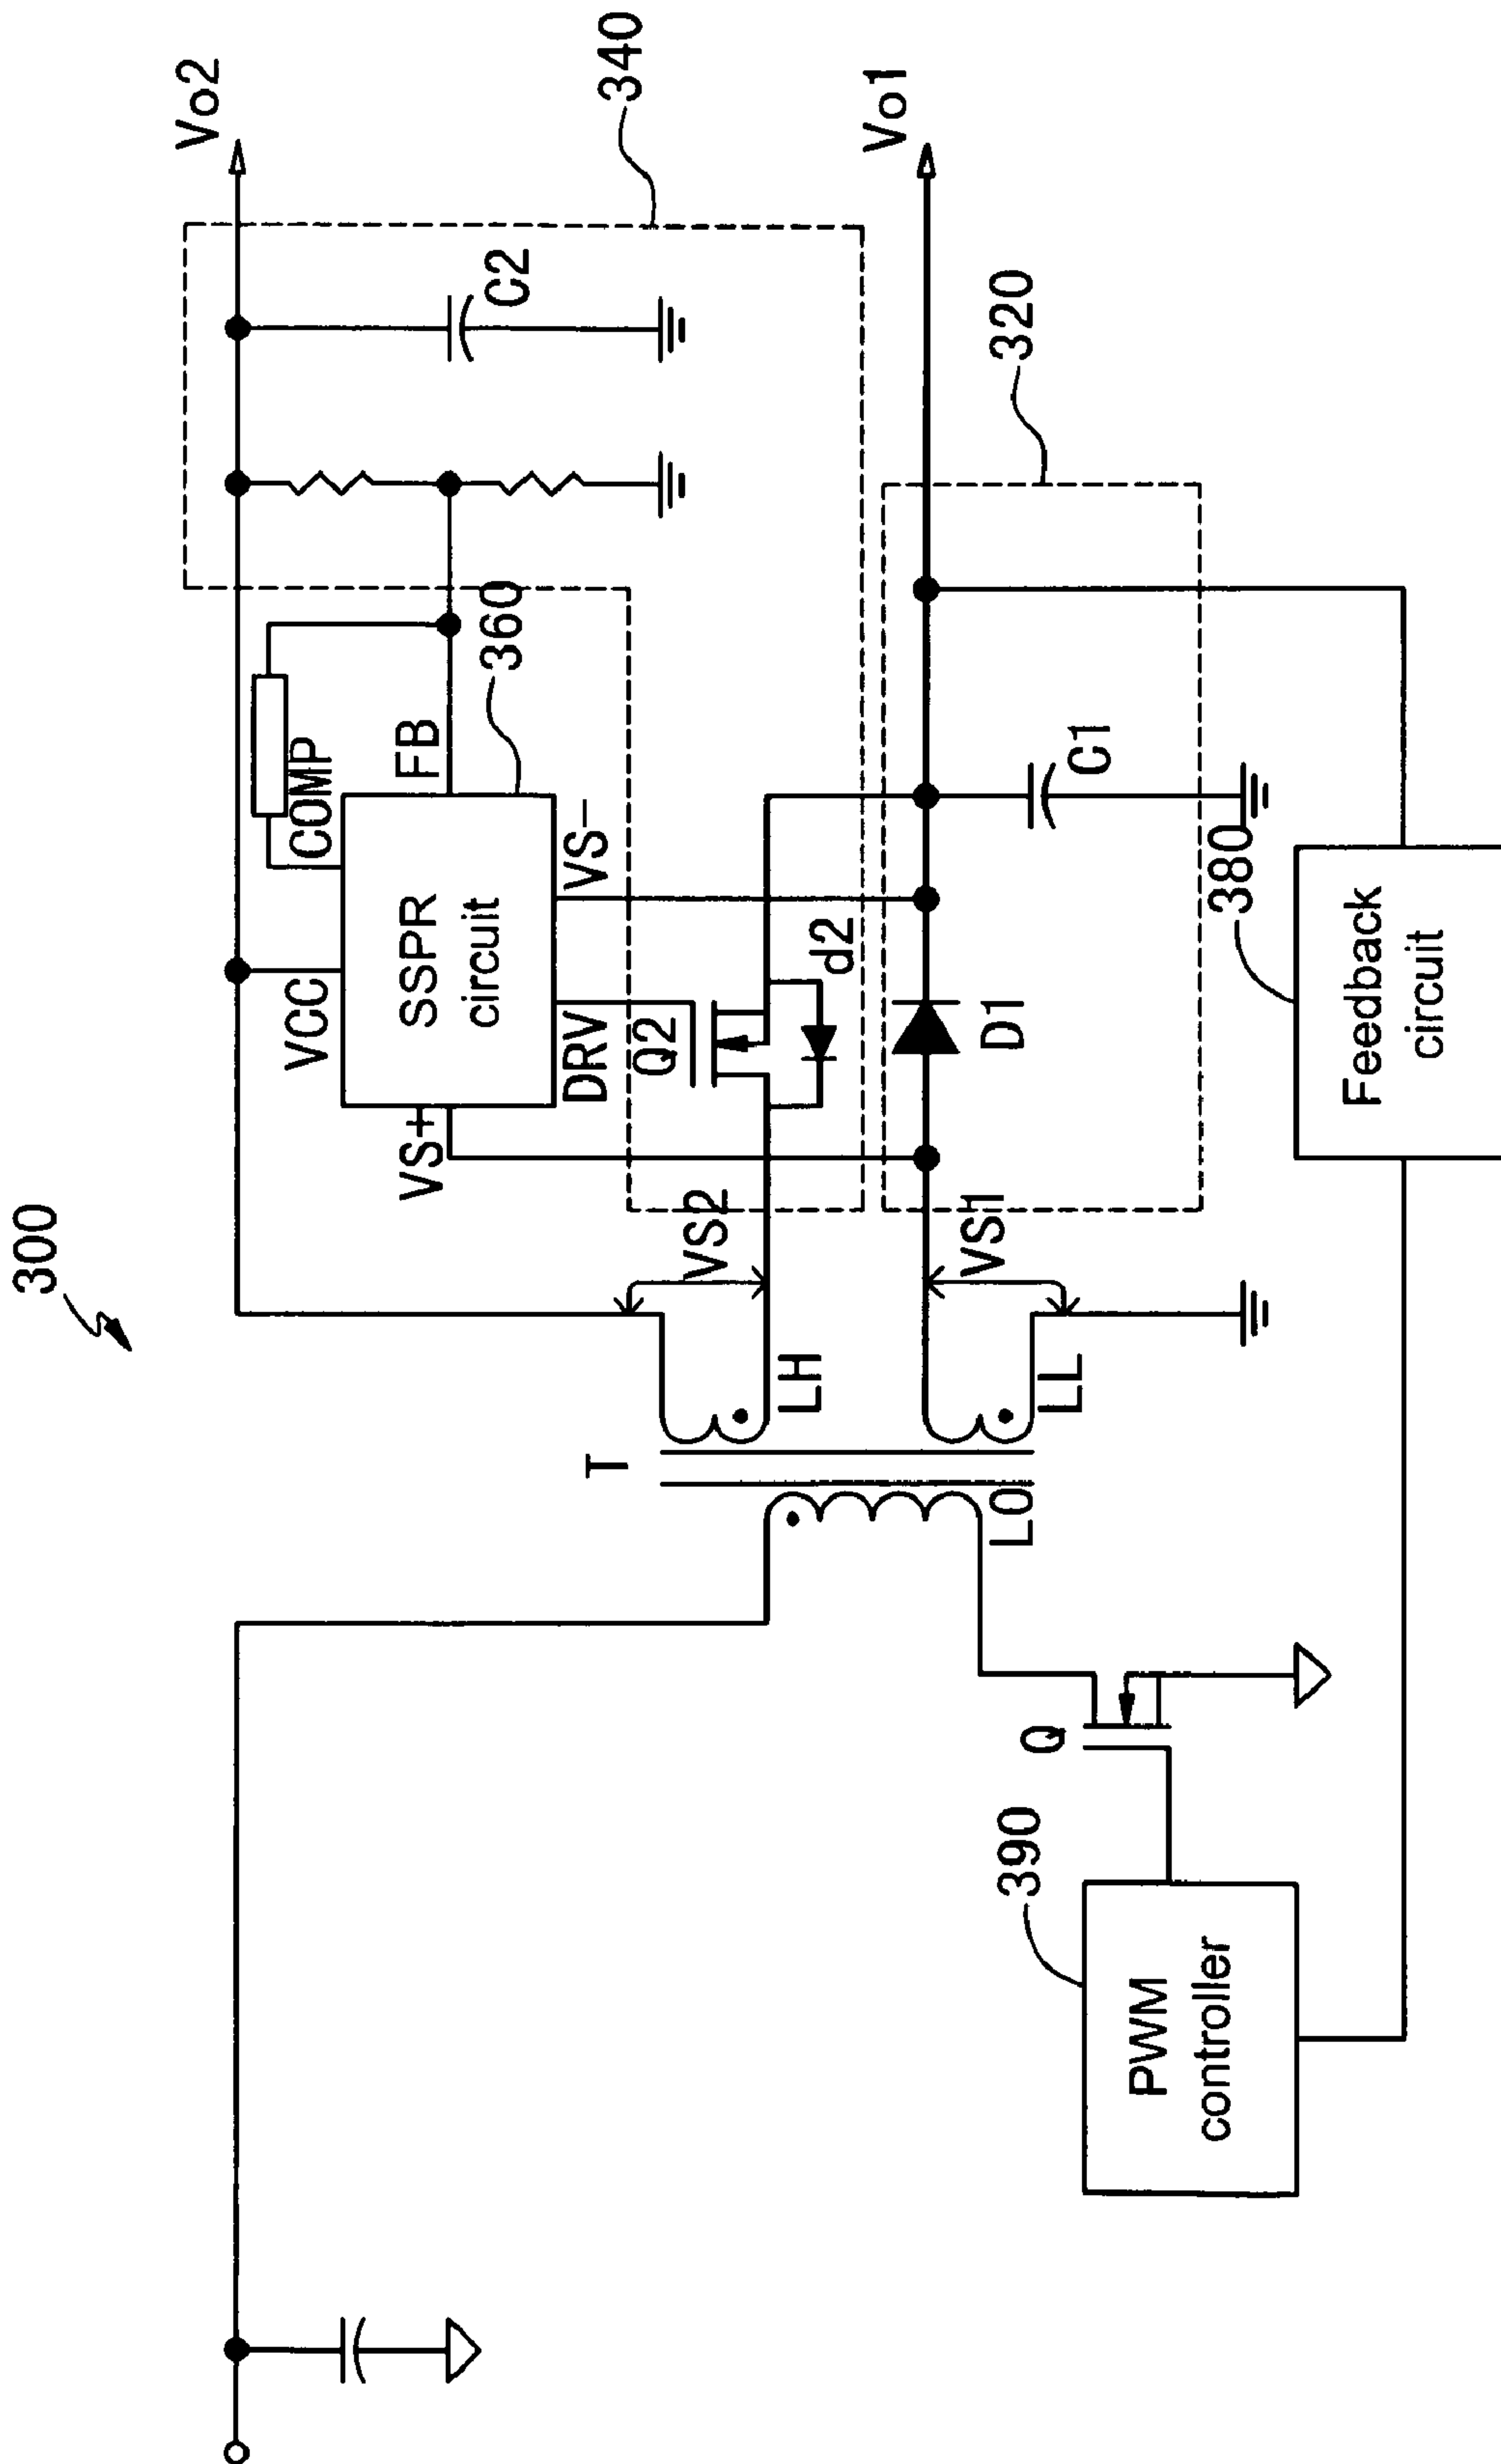 300
Vo2
340
Vo1
320
VCC
COMP
VS+
SSPR
circuit
FB
360
DRV
VS-
C2
VS2
Q2
d2
T
LH
VS1
D1
C1
LL
LO
380
Feedback
circuit
Q
390
PWM
controller